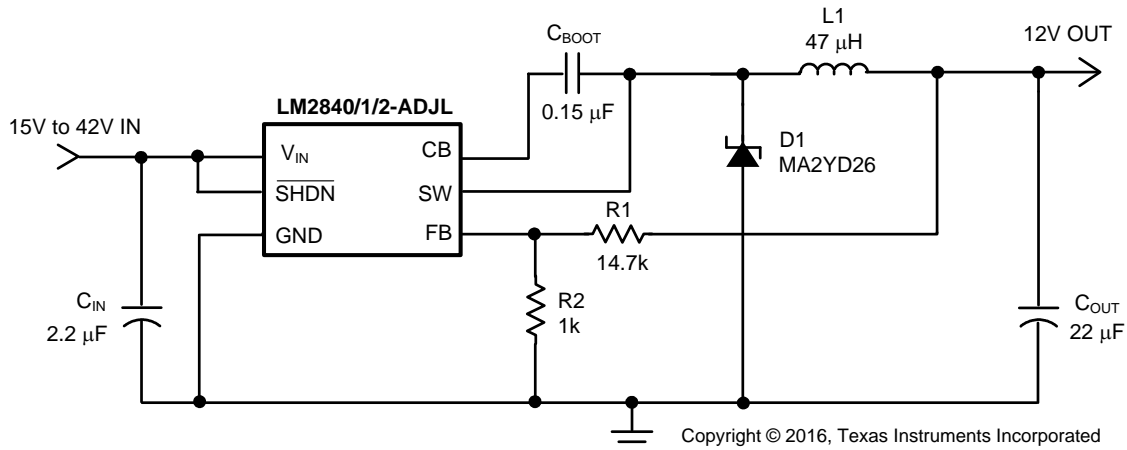 L1
47 μH
12V OUT
C_BOOT
0.15 μF
LM2840/1/2-ADJL
15V to 42V IN
V_IN
CB
SHDN
SW
GND
FB
D1
MA2YD26
R1
14.7k
R2
1k
C_IN
2.2 μF
C_OUT
22 μF
Copyright © 2016, Texas Instruments Incorporated